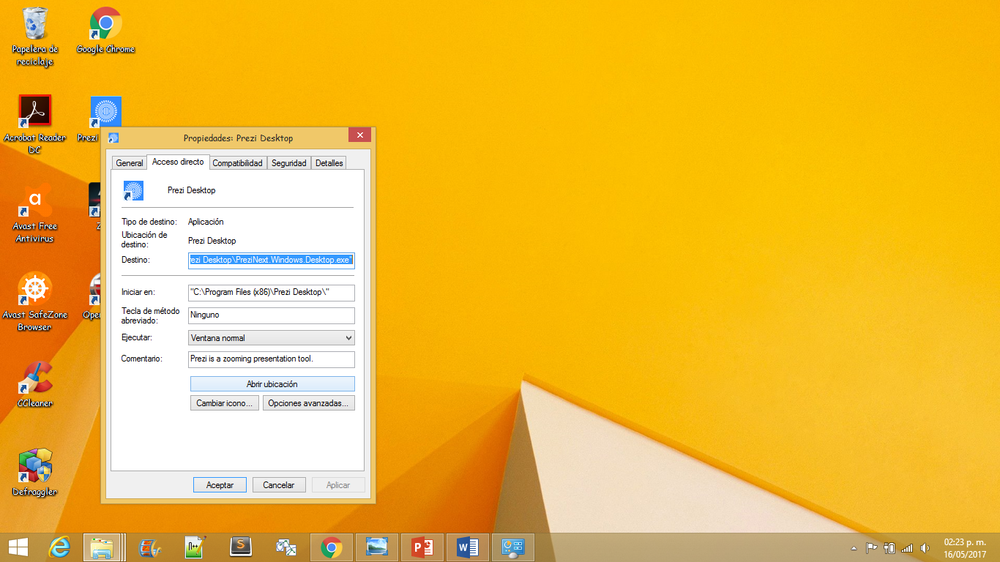 Papelera de
reciclaje
Google Chrome
Acrobat Reader
DC
Prezi
Avast Free
Antivirus
Z
Avast SafeZone
Browser
Oper
CCleaner
Defraggler
Propiedades: Prezi Desktop
General
Acceso directo
Compatibilidad
Seguridad
Detalles
Prezi Desktop
Tipo de destino:
Aplicación
Ubicación de
destino:
Prezi Desktop
Destino:
rezi Desktop\PreziNext.Windows.Desktop.exe"
Iniciar en:
"C:\Program Files (x86)\Prezi Desktop\"
Tecla de método
abreviado:
Ninguno
Ejecutar:
Ventana normal
Comentario:
Prezi is a zooming presentation tool.
Abrir ubicación
Cambiar icono...
Opciones avanzadas...
Aceptar
Cancelar
Aplicar
02:23 p. m.
16/05/2017